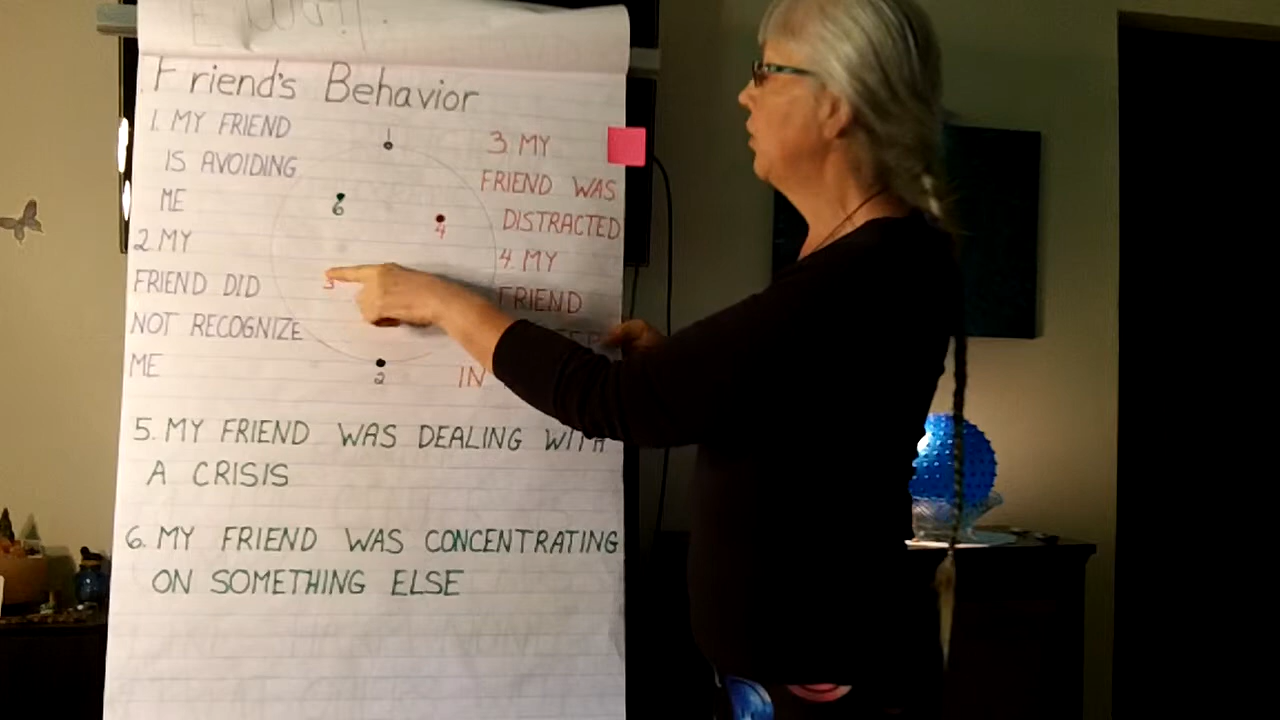 Friend's Behavior
1. MY FRIEND
IS AVOIDING
ME
2. MY
FRIEND DID
NOT RECOGNIZE
ME
1
6
4
3
2
3. MY
FRIEND WAS
DISTRACTED
4. MY
FRIEND
IN
5. MY FRIEND WAS DEALING WITH
A CRISIS
6. MY FRIEND WAS CONCENTRATING
ON SOMETHING ELSE